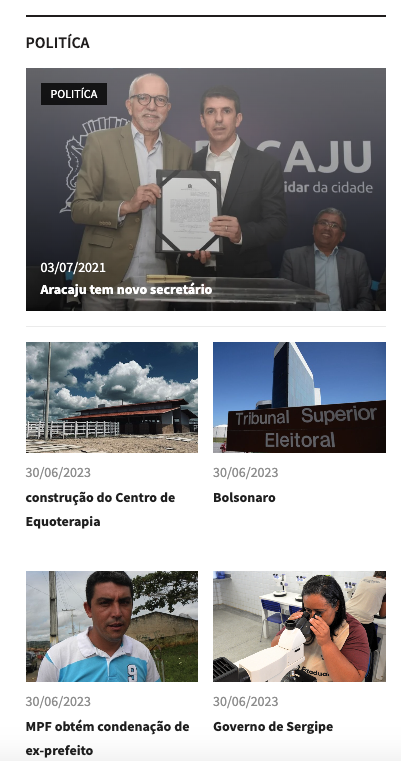 POLITÍCA
POLITÍCA
ACAJU
idar da cidade
03/07/2021
Aracaju tem novo secretário
Tribunal Superior
Eleitoral
30/06/2023
30/06/2023
construção do Centro de
Equoterapia
Bolsonaro
30/06/2023
30/06/2023
MPF obtém condenação de
ex-prefeito
Governo de Sergipe